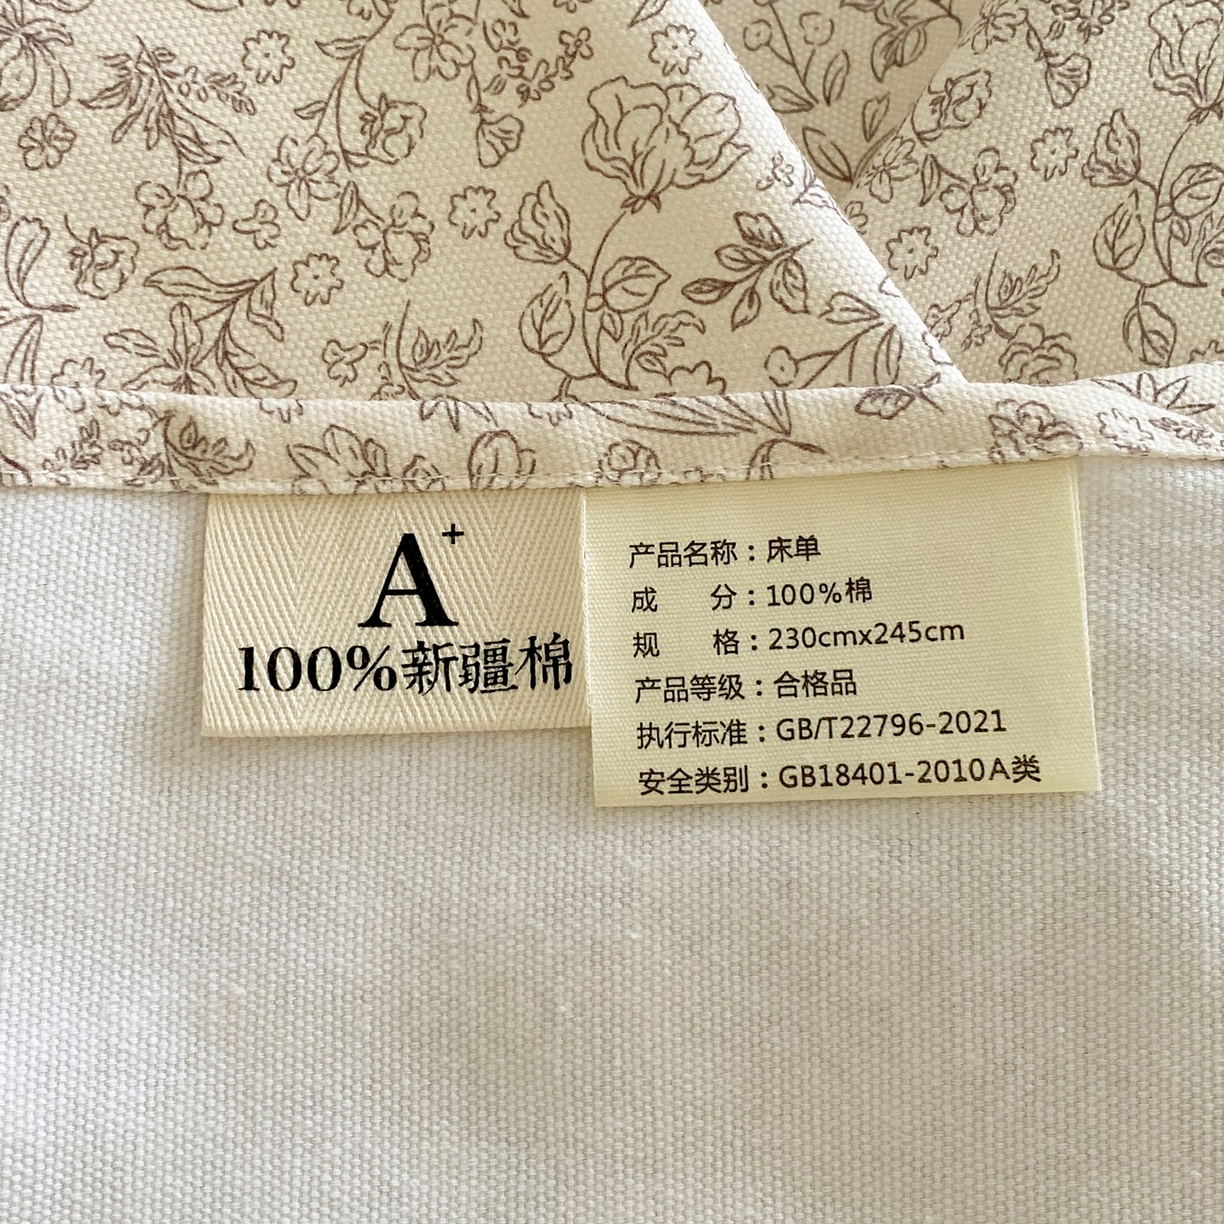 A+
100%新疆棉
产品名称：床单
成 分：100%棉
规 格：230cmx245cm
产品等级：合格品
执行标准：GB/T22796-2021
安全类别：GB18401-2010A类